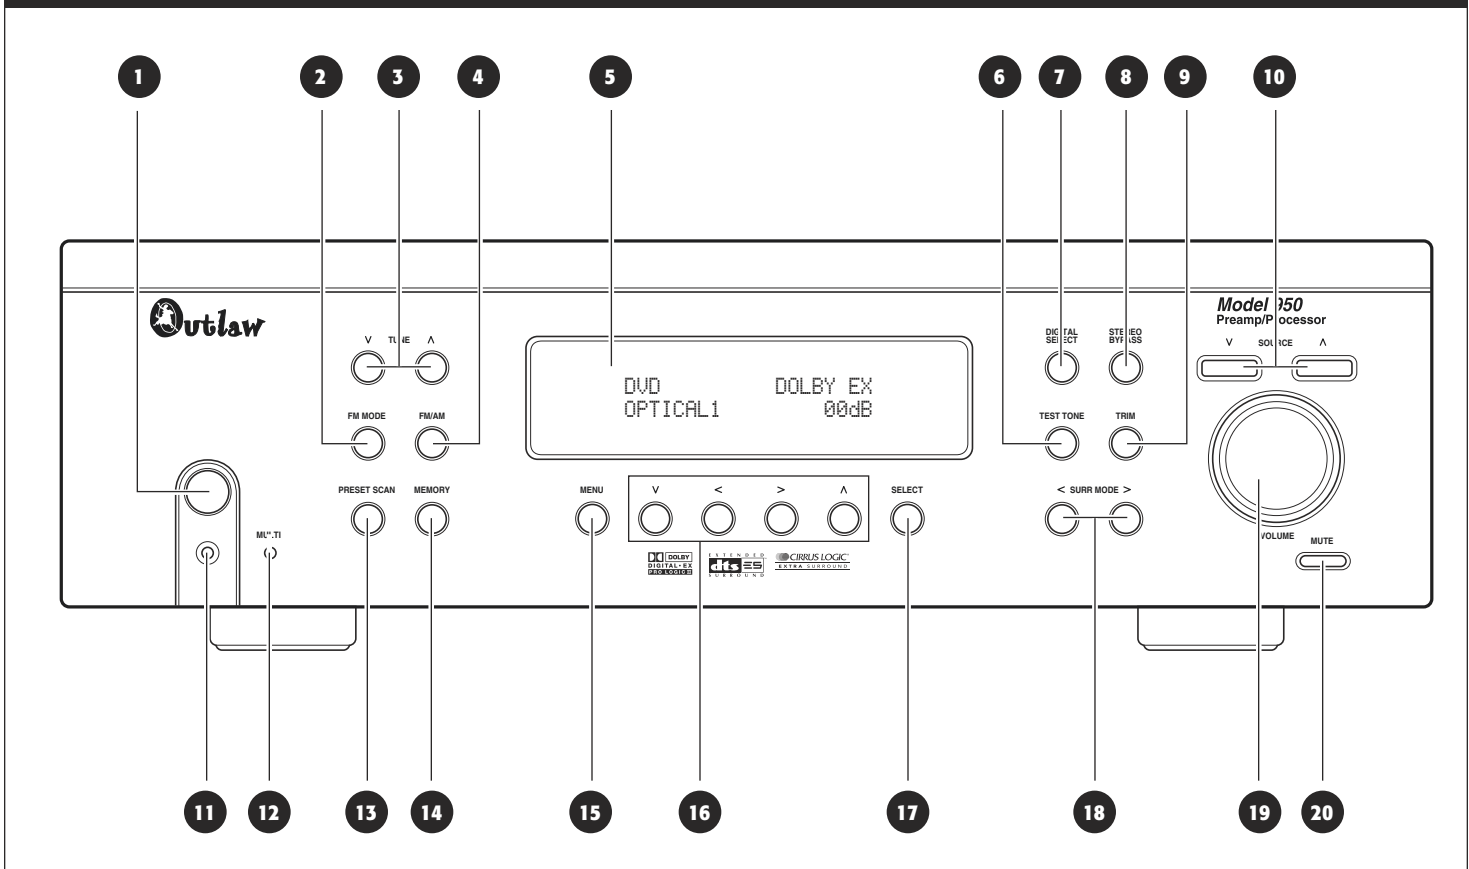 1 2 3 4 5 6 7 8 9 10
Outlaw
Model 950
Preamp/Processor
∨ TUNE ∧
DIGITAL SELECT
STEREO BYPASS
∨ SOURCE ∧
DVD DOLBY EX
OPTICAL1 00dB
FM MODE
FM/AM
TEST TONE
TRIM
PRESET SCAN
MEMORY
MENU
∨ < > ∧
SELECT
< SURR MODE >
MULTI
VOLUME
MUTE
DOLBY
DIGITAL·EX
PRO LOGIC II
EXTENDED
dts ES
SURROUND
CIRRUS LOGIC
EXTRA SURROUND
11 12 13 14 15 16 17 18 19 20